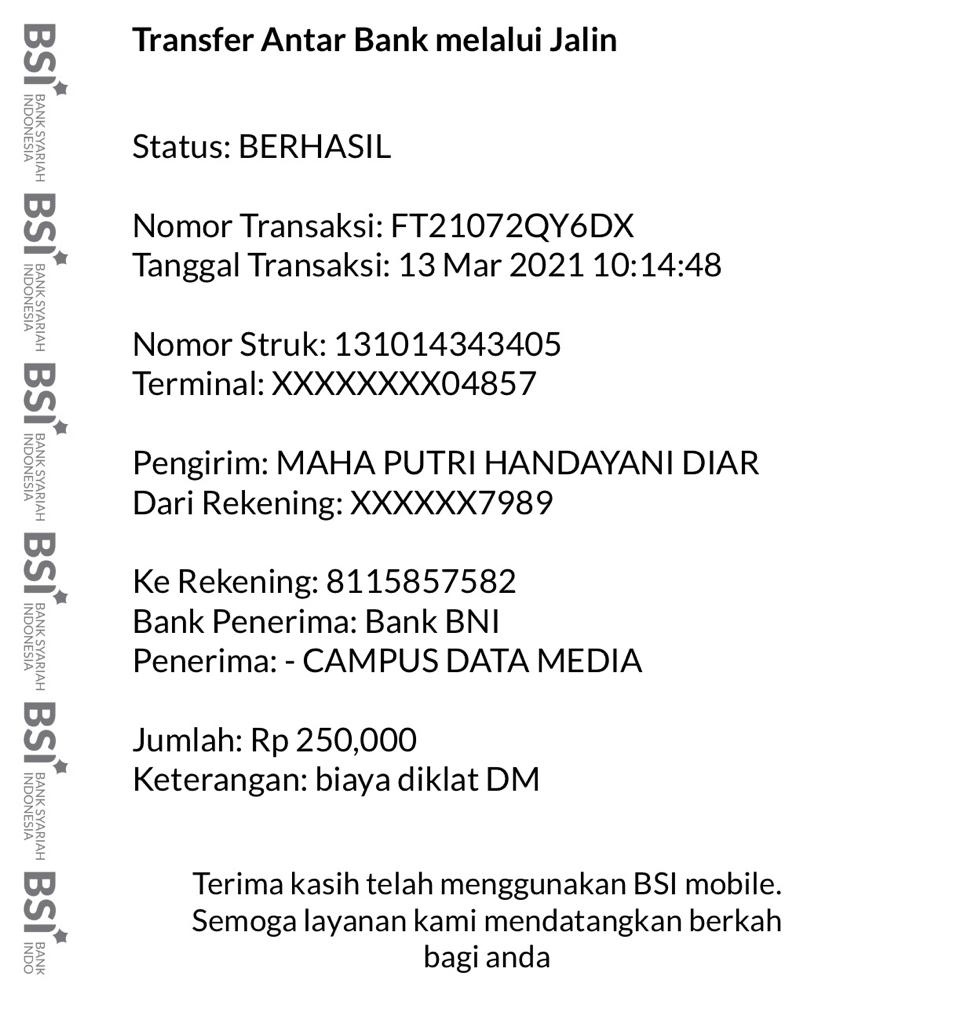 Transfer Antar Bank melalui Jalin
Status: BERHASIL
Nomor Transaksi: FT21072QY6DX
Tanggal Transaksi: 13 Mar 2021 10:14:48
Nomor Struk: 131014343405
Terminal: XXXXXXXX04857
Pengirim: MAHA PUTRI HANDAYANI DIAR
Dari Rekening: XXXXXX7989
Ke Rekening: 8115857582
Bank Penerima: Bank BNI
Penerima: - CAMPUS DATA MEDIA
Jumlah: Rp 250,000
Keterangan: biaya diklat DM
Terima kasih telah menggunakan BSI mobile.
Semoga layanan kami mendatangkan berkah
bagi anda
BSI
BANK SYARIAH
INDONESIA
BSI
BANK SYARIAH
INDONESIA
BSI
BANK SYARIAH
INDONESIA
BSI
BANK SYARIAH
INDONESIA
BSI
BANK SYARIAH
INDONESIA
BSI
BANK
INDO